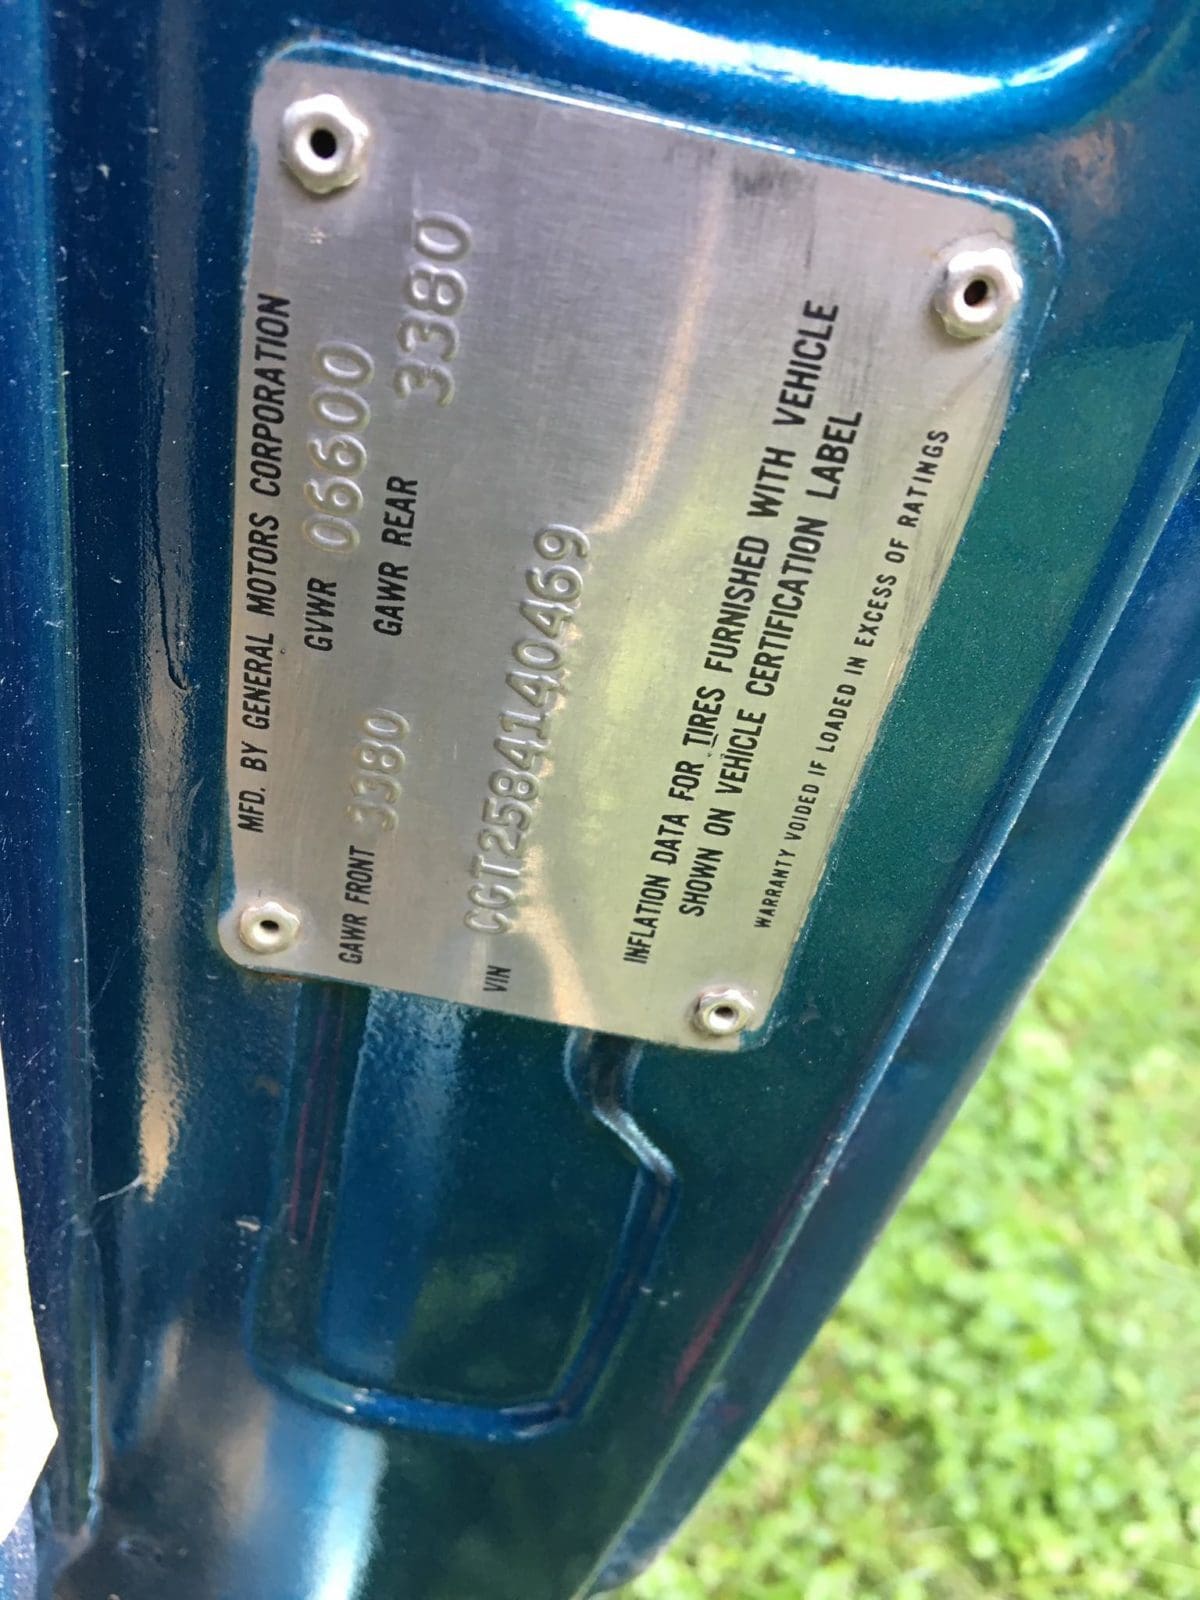 MFD. BY GENERAL MOTORS CORPORATION
GVWR 06600
GAWR FRONT 3380 GAWR REAR 3380
VIN CGT2584140469
INFLATION DATA FOR TIRES FURNISHED WITH VEHICLE
SHOWN ON VEHICLE CERTIFICATION LABEL
WARRANTY VOIDED IF LOADED IN EXCESS OF RATINGS